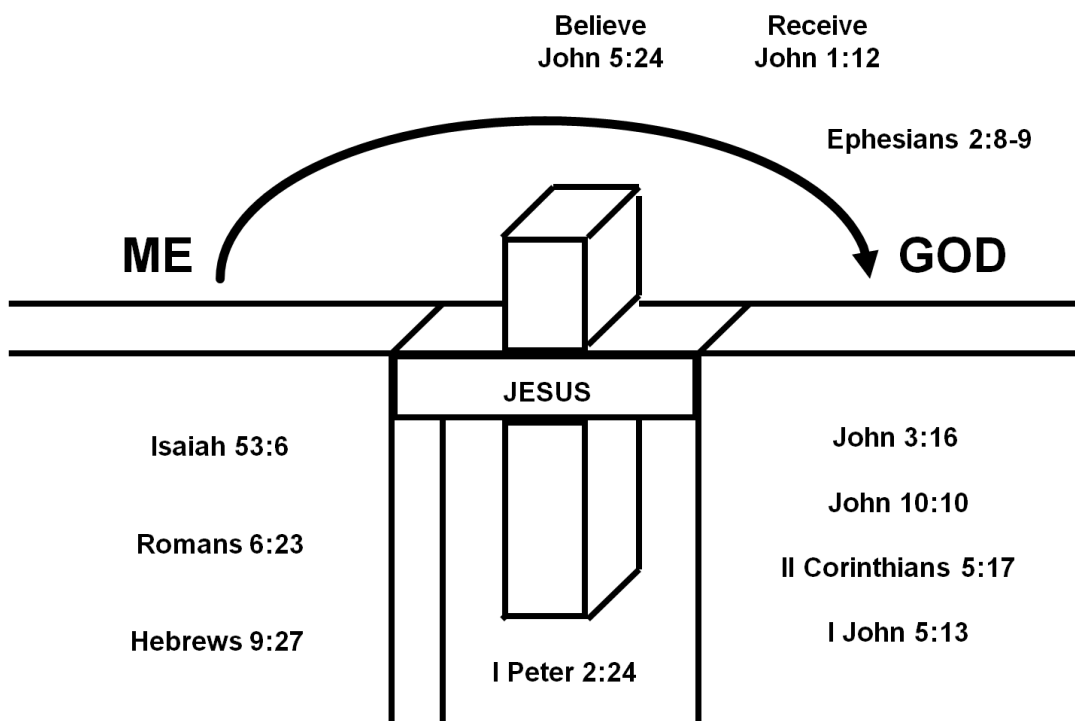 Believe
John 5:24
Receive
John 1:12
Ephesians 2:8-9
ME
GOD
JESUS
Isaiah 53:6
Romans 6:23
Hebrews 9:27
I Peter 2:24
John 3:16
John 10:10
II Corinthians 5:17
I John 5:13